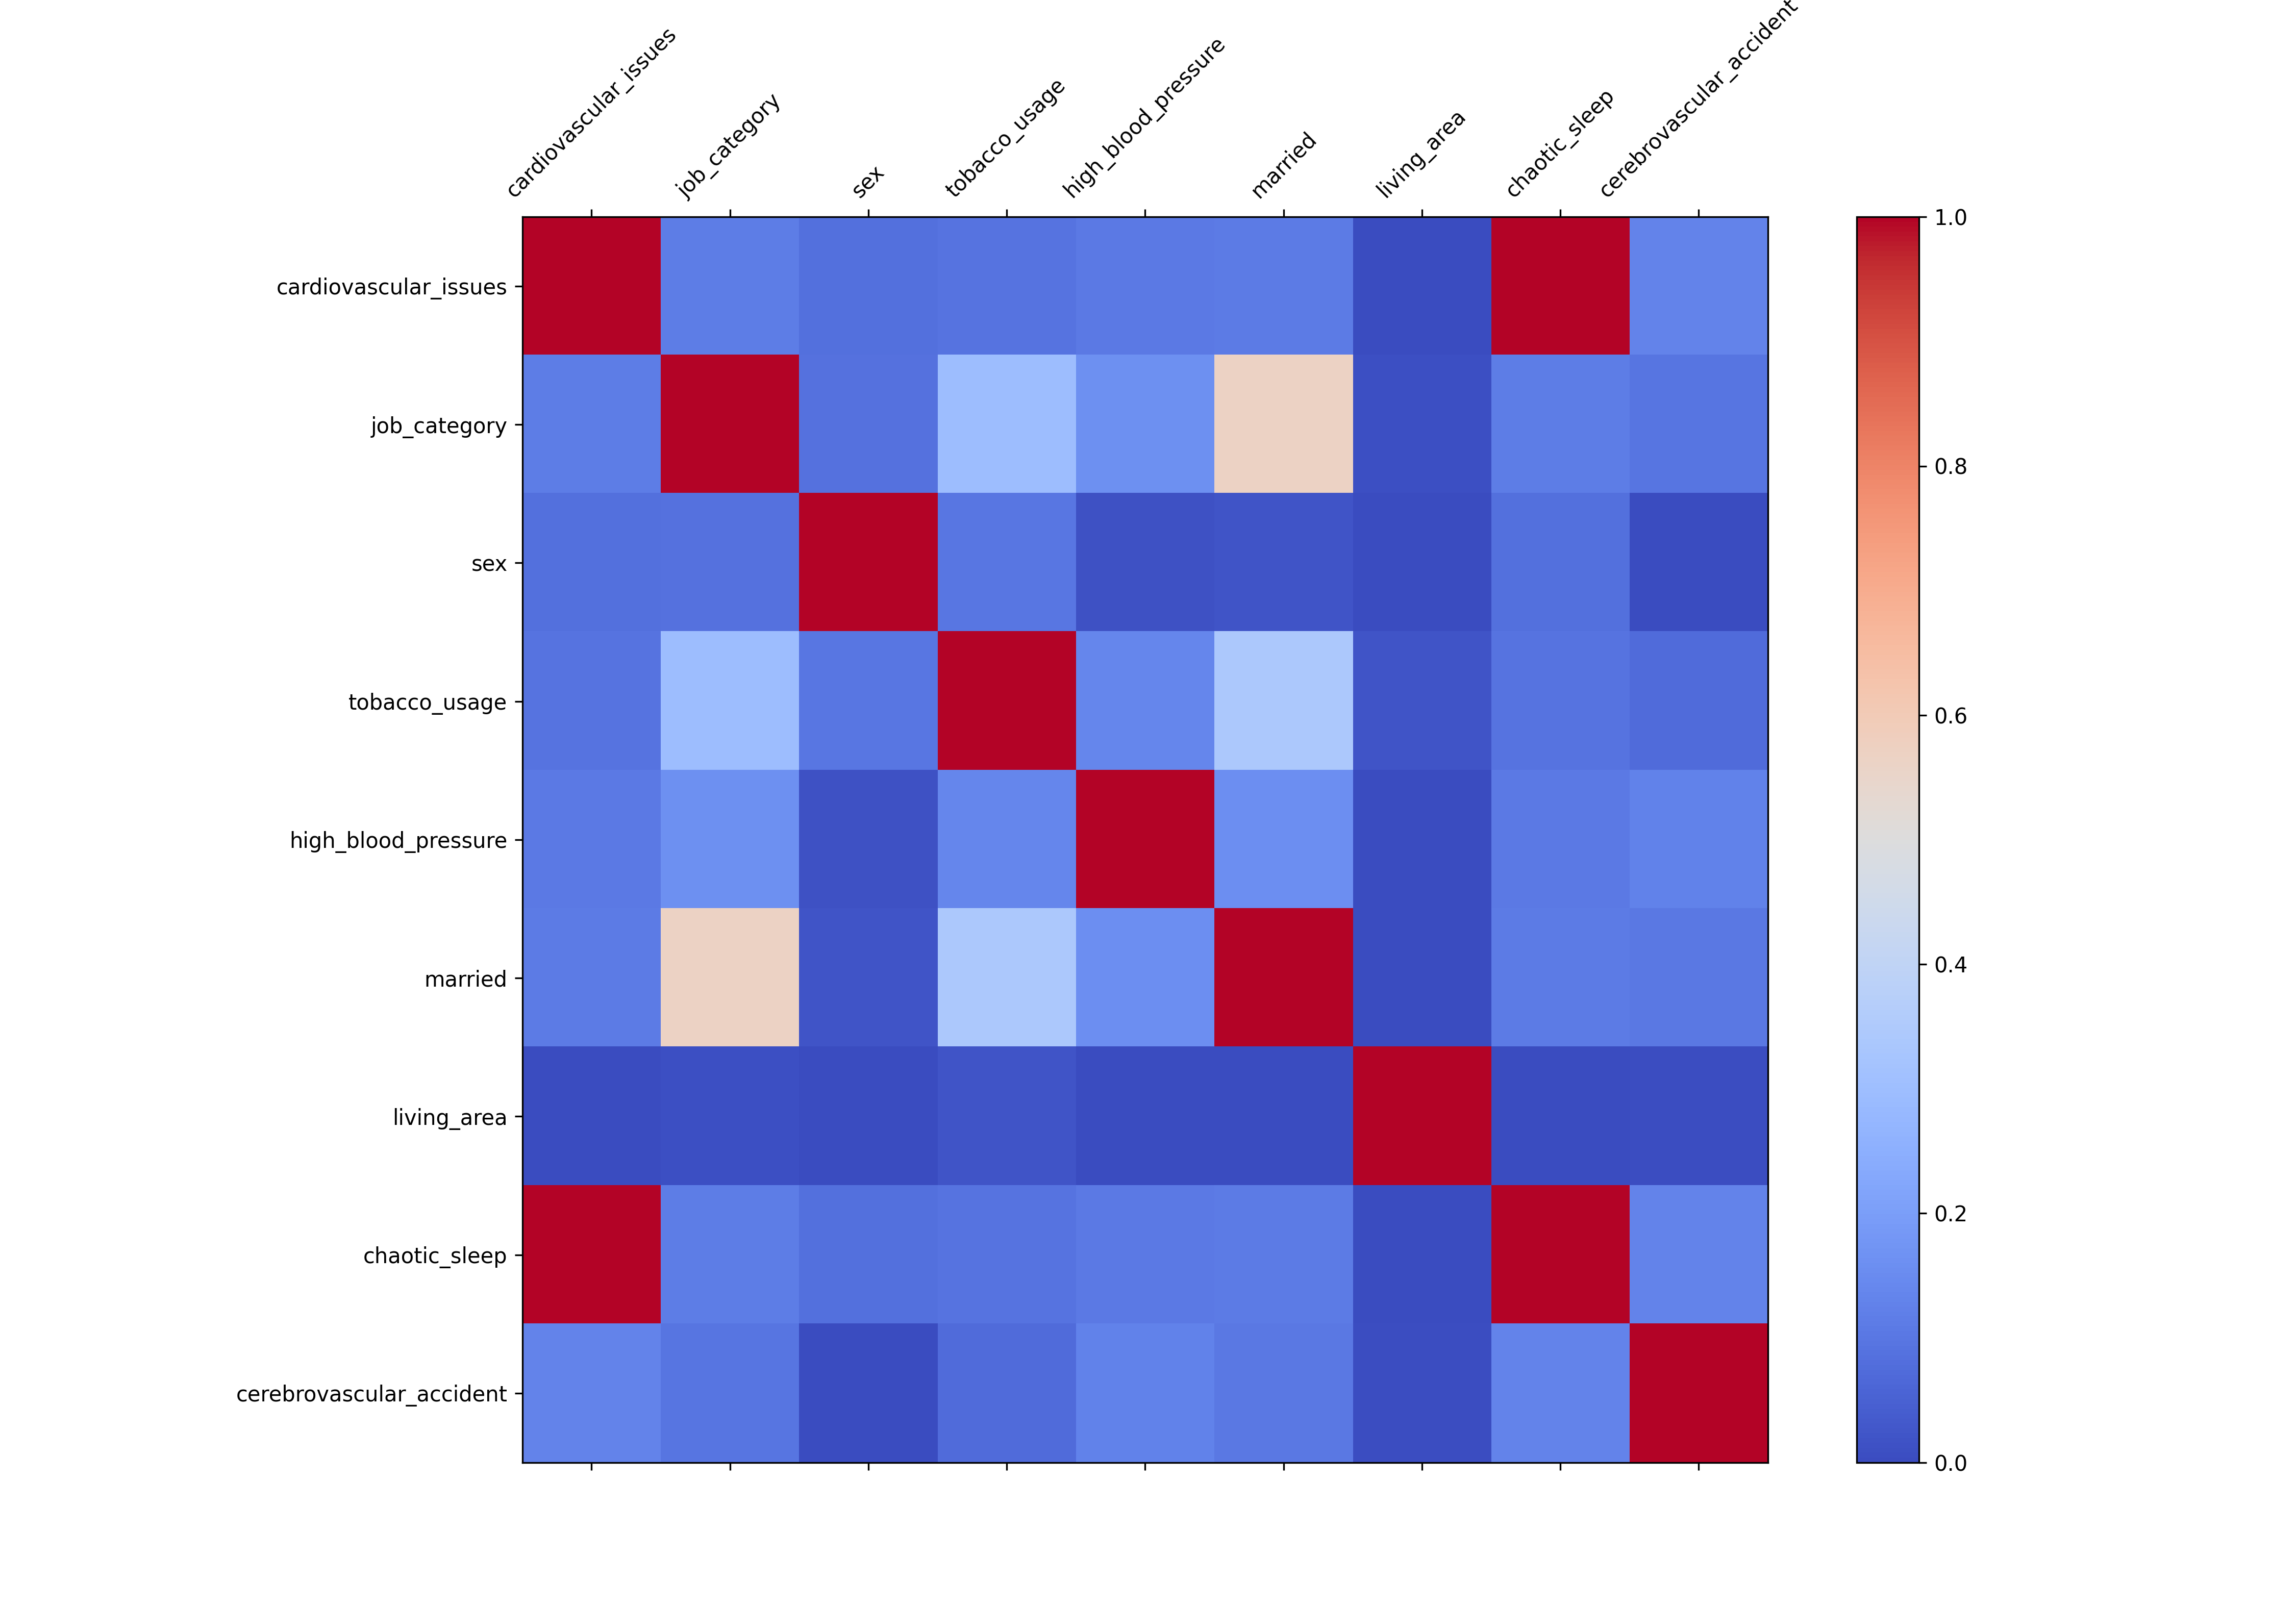 cardiovascular_issues
job_category
sex
tobacco_usage
high_blood_pressure
married
living_area
chaotic_sleep
cerebrovascular_accident
cardiovascular_issues
job_category
sex
tobacco_usage
high_blood_pressure
married
living_area
chaotic_sleep
cerebrovascular_accident
1.0
0.8
0.6
0.4
0.2
0.0